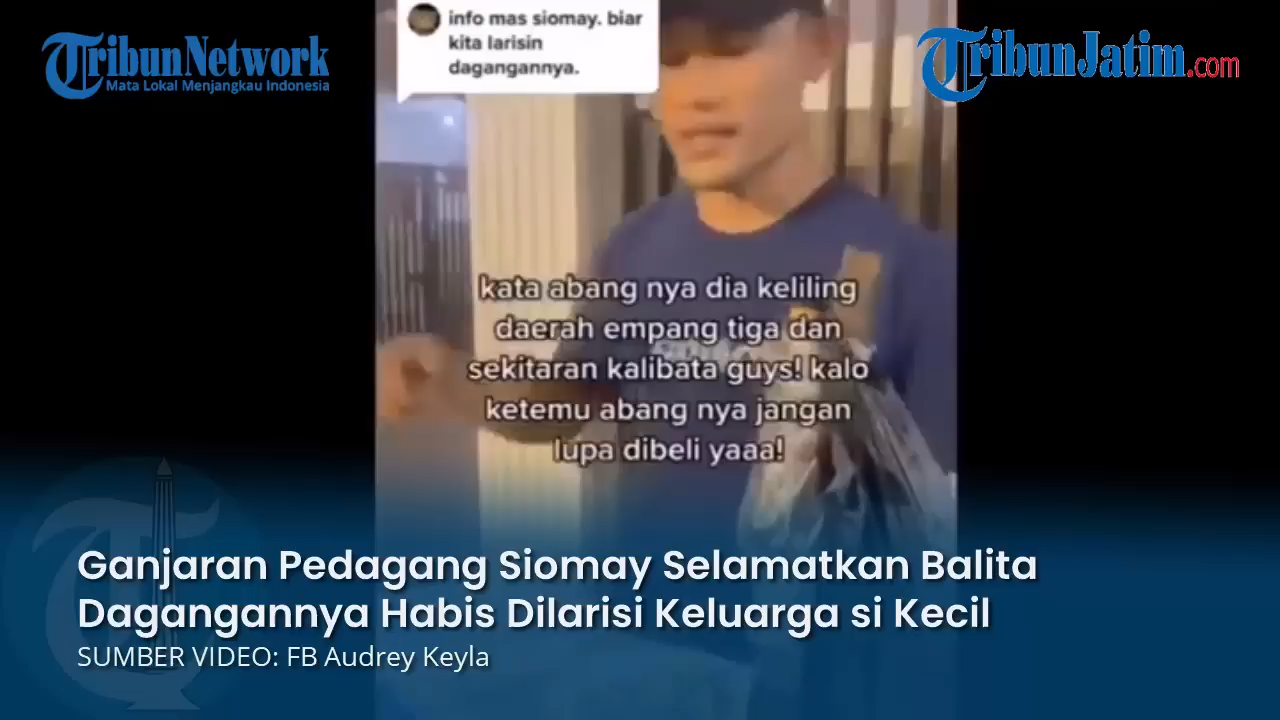 TribunNetwork
Mata Lokal Menjangkau Indonesia
TribunJatim.com
info mas siomay. biar
kita larisin
dagangannya.
kata abang nya dia keliling
daerah empang tiga dan
sekitaran kalibata guys! kalo
ketemu abang nya jangan
lupa dibeli yaaa!
Ganjaran Pedagang Siomay Selamatkan Balita
Dagangannya Habis Dilarisi Keluarga si Kecil
SUMBER VIDEO: FB Audrey Keyla